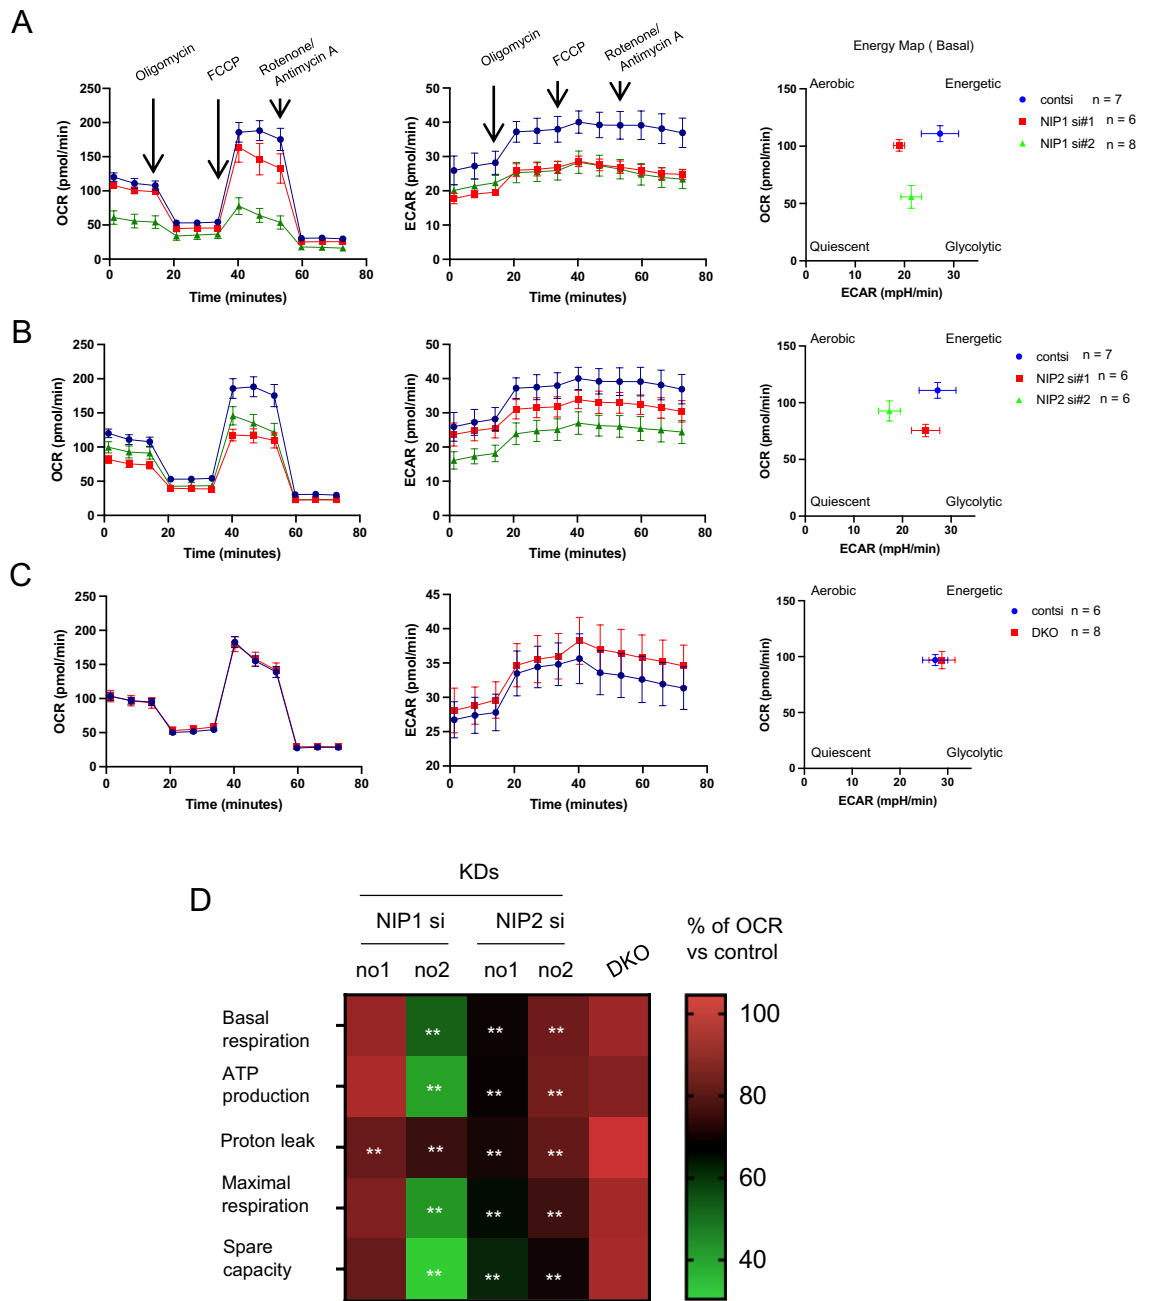 A
Oligomycin
FCCP
Rotenone/
Antimycin A
250
200
150
100
50
0
OCR (pmol/min)
0 20 40 60 80
Time (minutes)
Oligomycin
FCCP
Rotenone/
Antimycin A
50
40
30
20
10
0
ECAR (pmol/min)
0 20 40 60 80
Time (minutes)
Energy Map ( Basal)
Aerobic Energetic
150
100
50
0
OCR (pmol/min)
Quiescent Glycolytic
0 10 20 30
ECAR (mpH/min)
contsi n = 7
NIP1 si#1 n = 6
NIP1 si#2 n = 8
B
250
200
150
100
50
0
OCR (pmol/min)
0 20 40 60 80
Time (minutes)
50
40
30
20
10
0
ECAR (pmol/min)
0 20 40 60 80
Time (minutes)
Aerobic Energetic
150
100
50
0
OCR (pmol/min)
Quiescent Glycolytic
0 10 20 30
ECAR (mpH/min)
contsi n = 7
NIP2 si#1 n = 6
NIP2 si#2 n = 6
C
250
200
150
100
50
0
OCR (pmol/min)
0 20 40 60 80
Time (minutes)
45
40
35
30
25
20
ECAR (pmol/min)
0 20 40 60 80
Time (minutes)
Aerobic Energetic
150
100
50
0
OCR (pmol/min)
Quiescent Glycolytic
0 10 20 30
ECAR (mpH/min)
contsi n = 6
DKO n = 8
D
KDs
NIP1 si NIP2 si
no1 no2 no1 no2 DKO
% of OCR
vs control
Basal
respiration
** ** **
ATP
production
** ** **
Proton leak
** ** ** **
Maximal
respiration
** ** **
Spare
capacity
** ** **
100
80
60
40